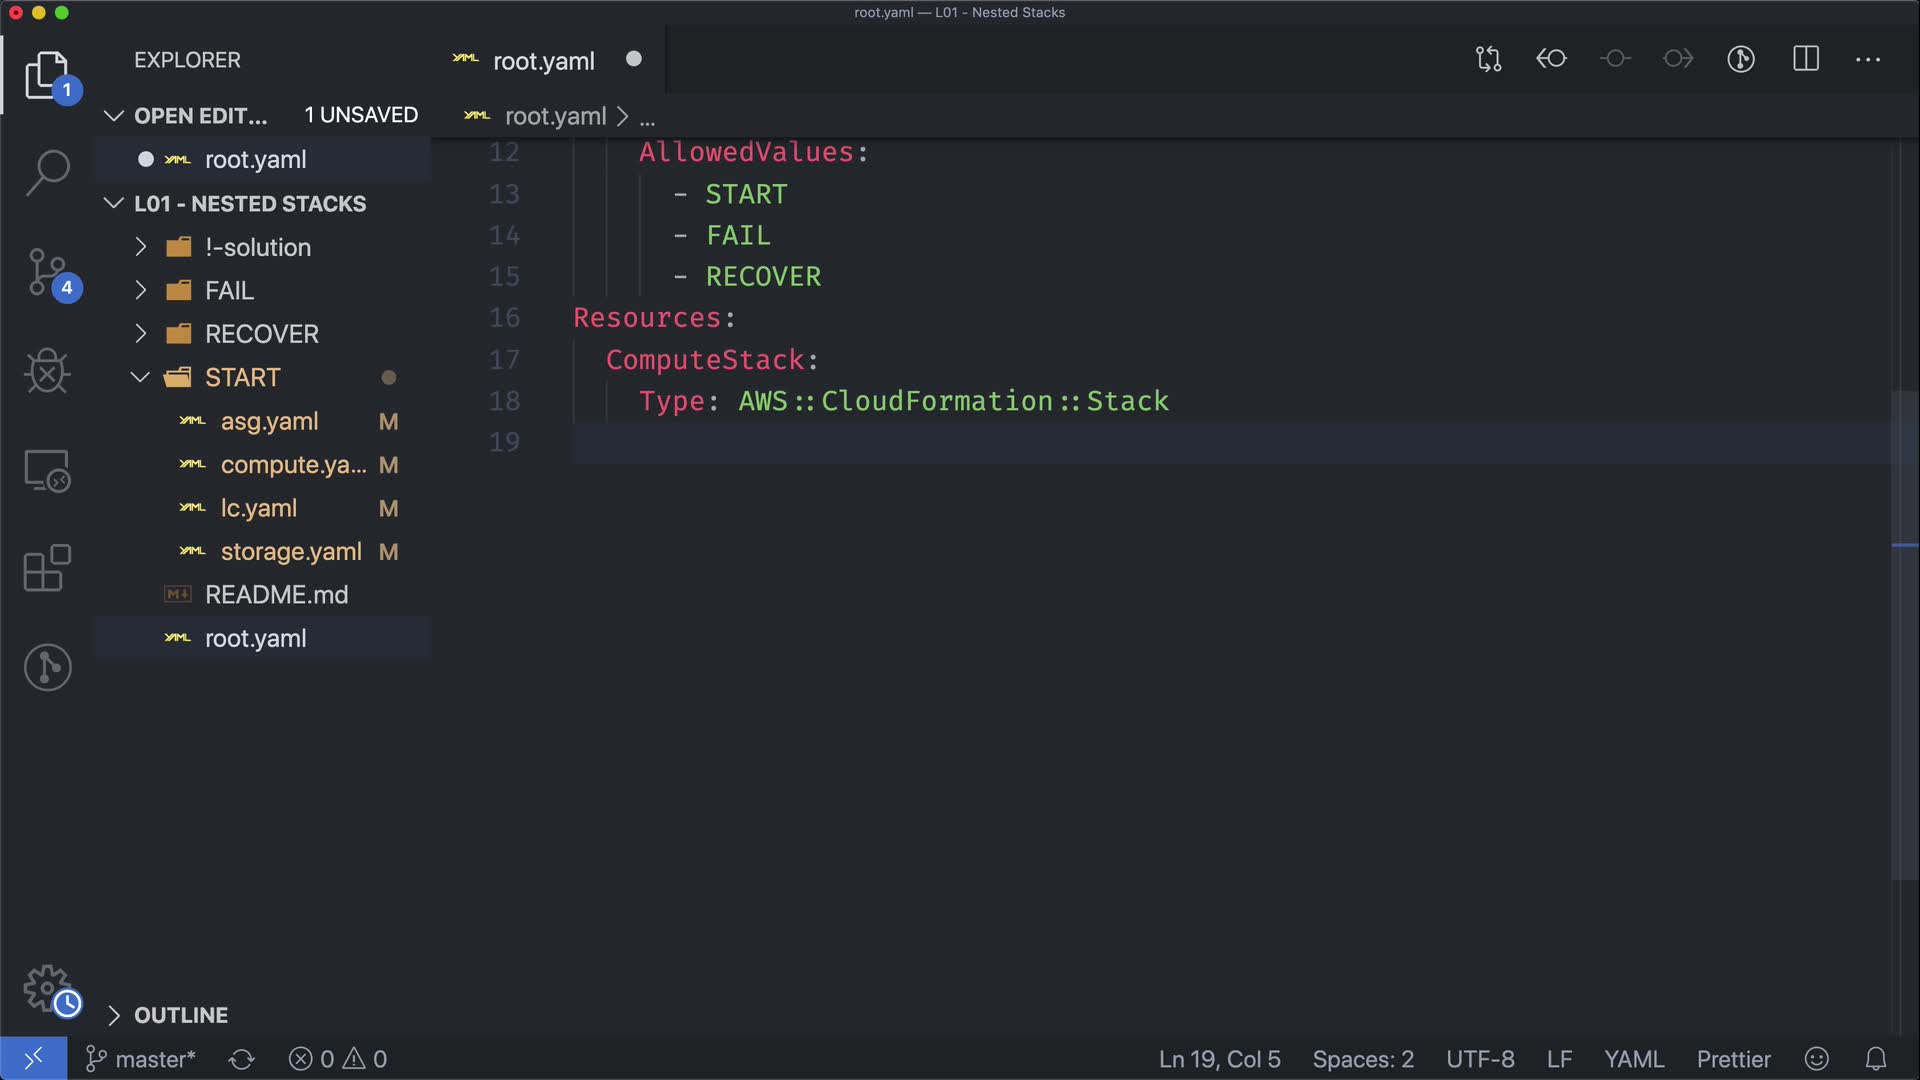 root.yaml — L01 - Nested Stacks
EXPLORER
root.yaml
1
OPEN EDIT... 1 UNSAVED
root.yaml > ...
root.yaml
L01 - NESTED STACKS
!-solution
FAIL
4
RECOVER
START
asg.yaml M
compute.ya... M
lc.yaml M
storage.yaml M
README.md
root.yaml
12 AllowedValues:
13 - START
14 - FAIL
15 - RECOVER
16 Resources:
17 ComputeStack:
18 Type: AWS::CloudFormation::Stack
19
OUTLINE
master* 0 0 Ln 19, Col 5 Spaces: 2 UTF-8 LF YAML Prettier